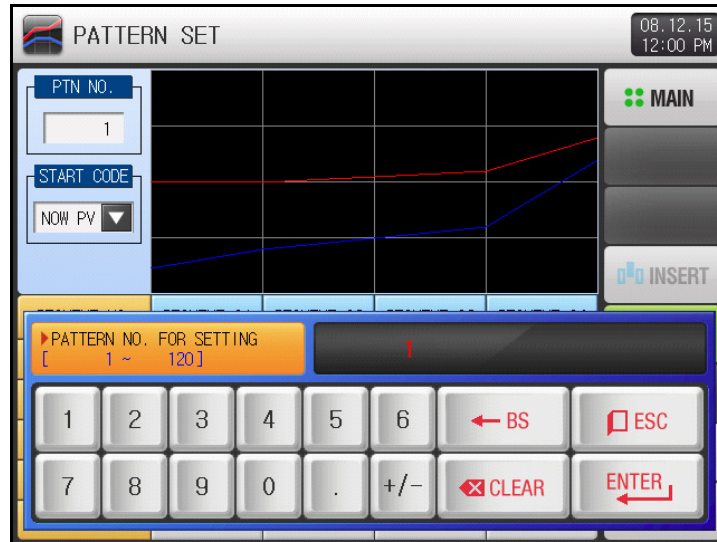 PATTERN SET
08.12.15
12:00 PM
PTN NO.
1
START CODE
NOW PV
MAIN
INSERT
PATTERN NO. FOR SETTING
[ 1 ~ 120]
1
1 2 3 4 5 6 BS ESC
7 8 9 0 . +/- CLEAR ENTER